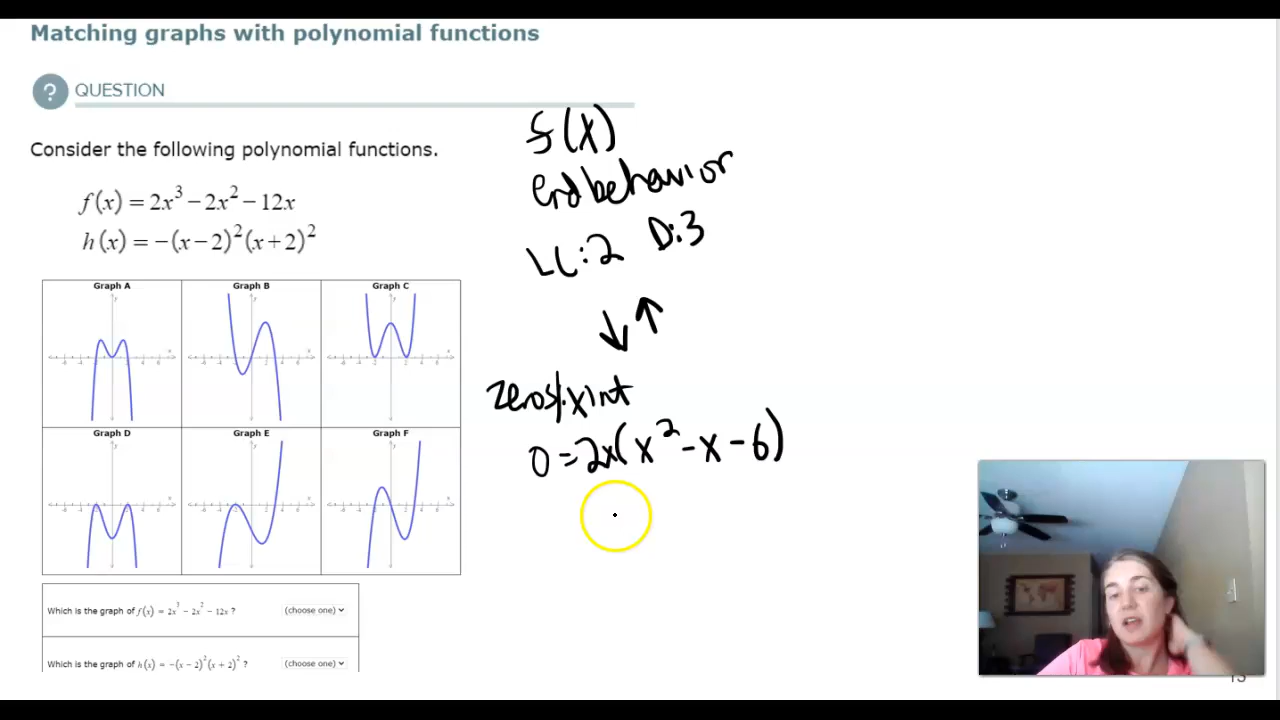 Matching graphs with polynomial functions
?
QUESTION
Consider the following polynomial functions.
f(x) = 2x³ − 2x² − 12x
h(x) = −(x−2)²(x+2)²
Graph A
Graph B
Graph C
Graph D
Graph E
Graph F
Which is the graph of f(x) = 2x³ − 2x² − 12x ?
(choose one)
Which is the graph of h(x) = −(x−2)²(x+2)² ?
(choose one)
f(x)
end behavior
LC:2 D:3
↓↑
zeros/xint
0=2x(x²-x-6)